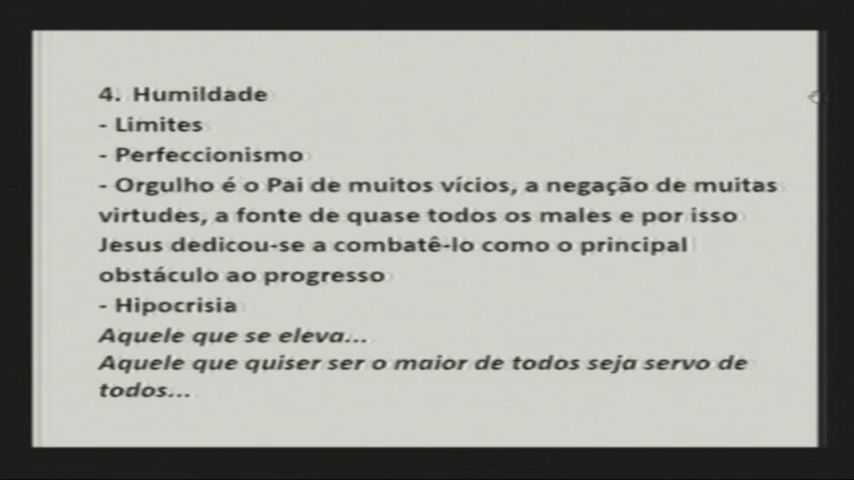 4. Humildade
- Limites
- Perfeccionismo
- Orgulho é o Pai de muitos vícios, a negação de muitas
virtudes, a fonte de quase todos os males e por isso
Jesus dedicou-se a combatê-lo como o principal
obstáculo ao progresso
- Hipocrisia
Aquele que se eleva...
Aquele que quiser ser o maior de todos seja servo de
todos...